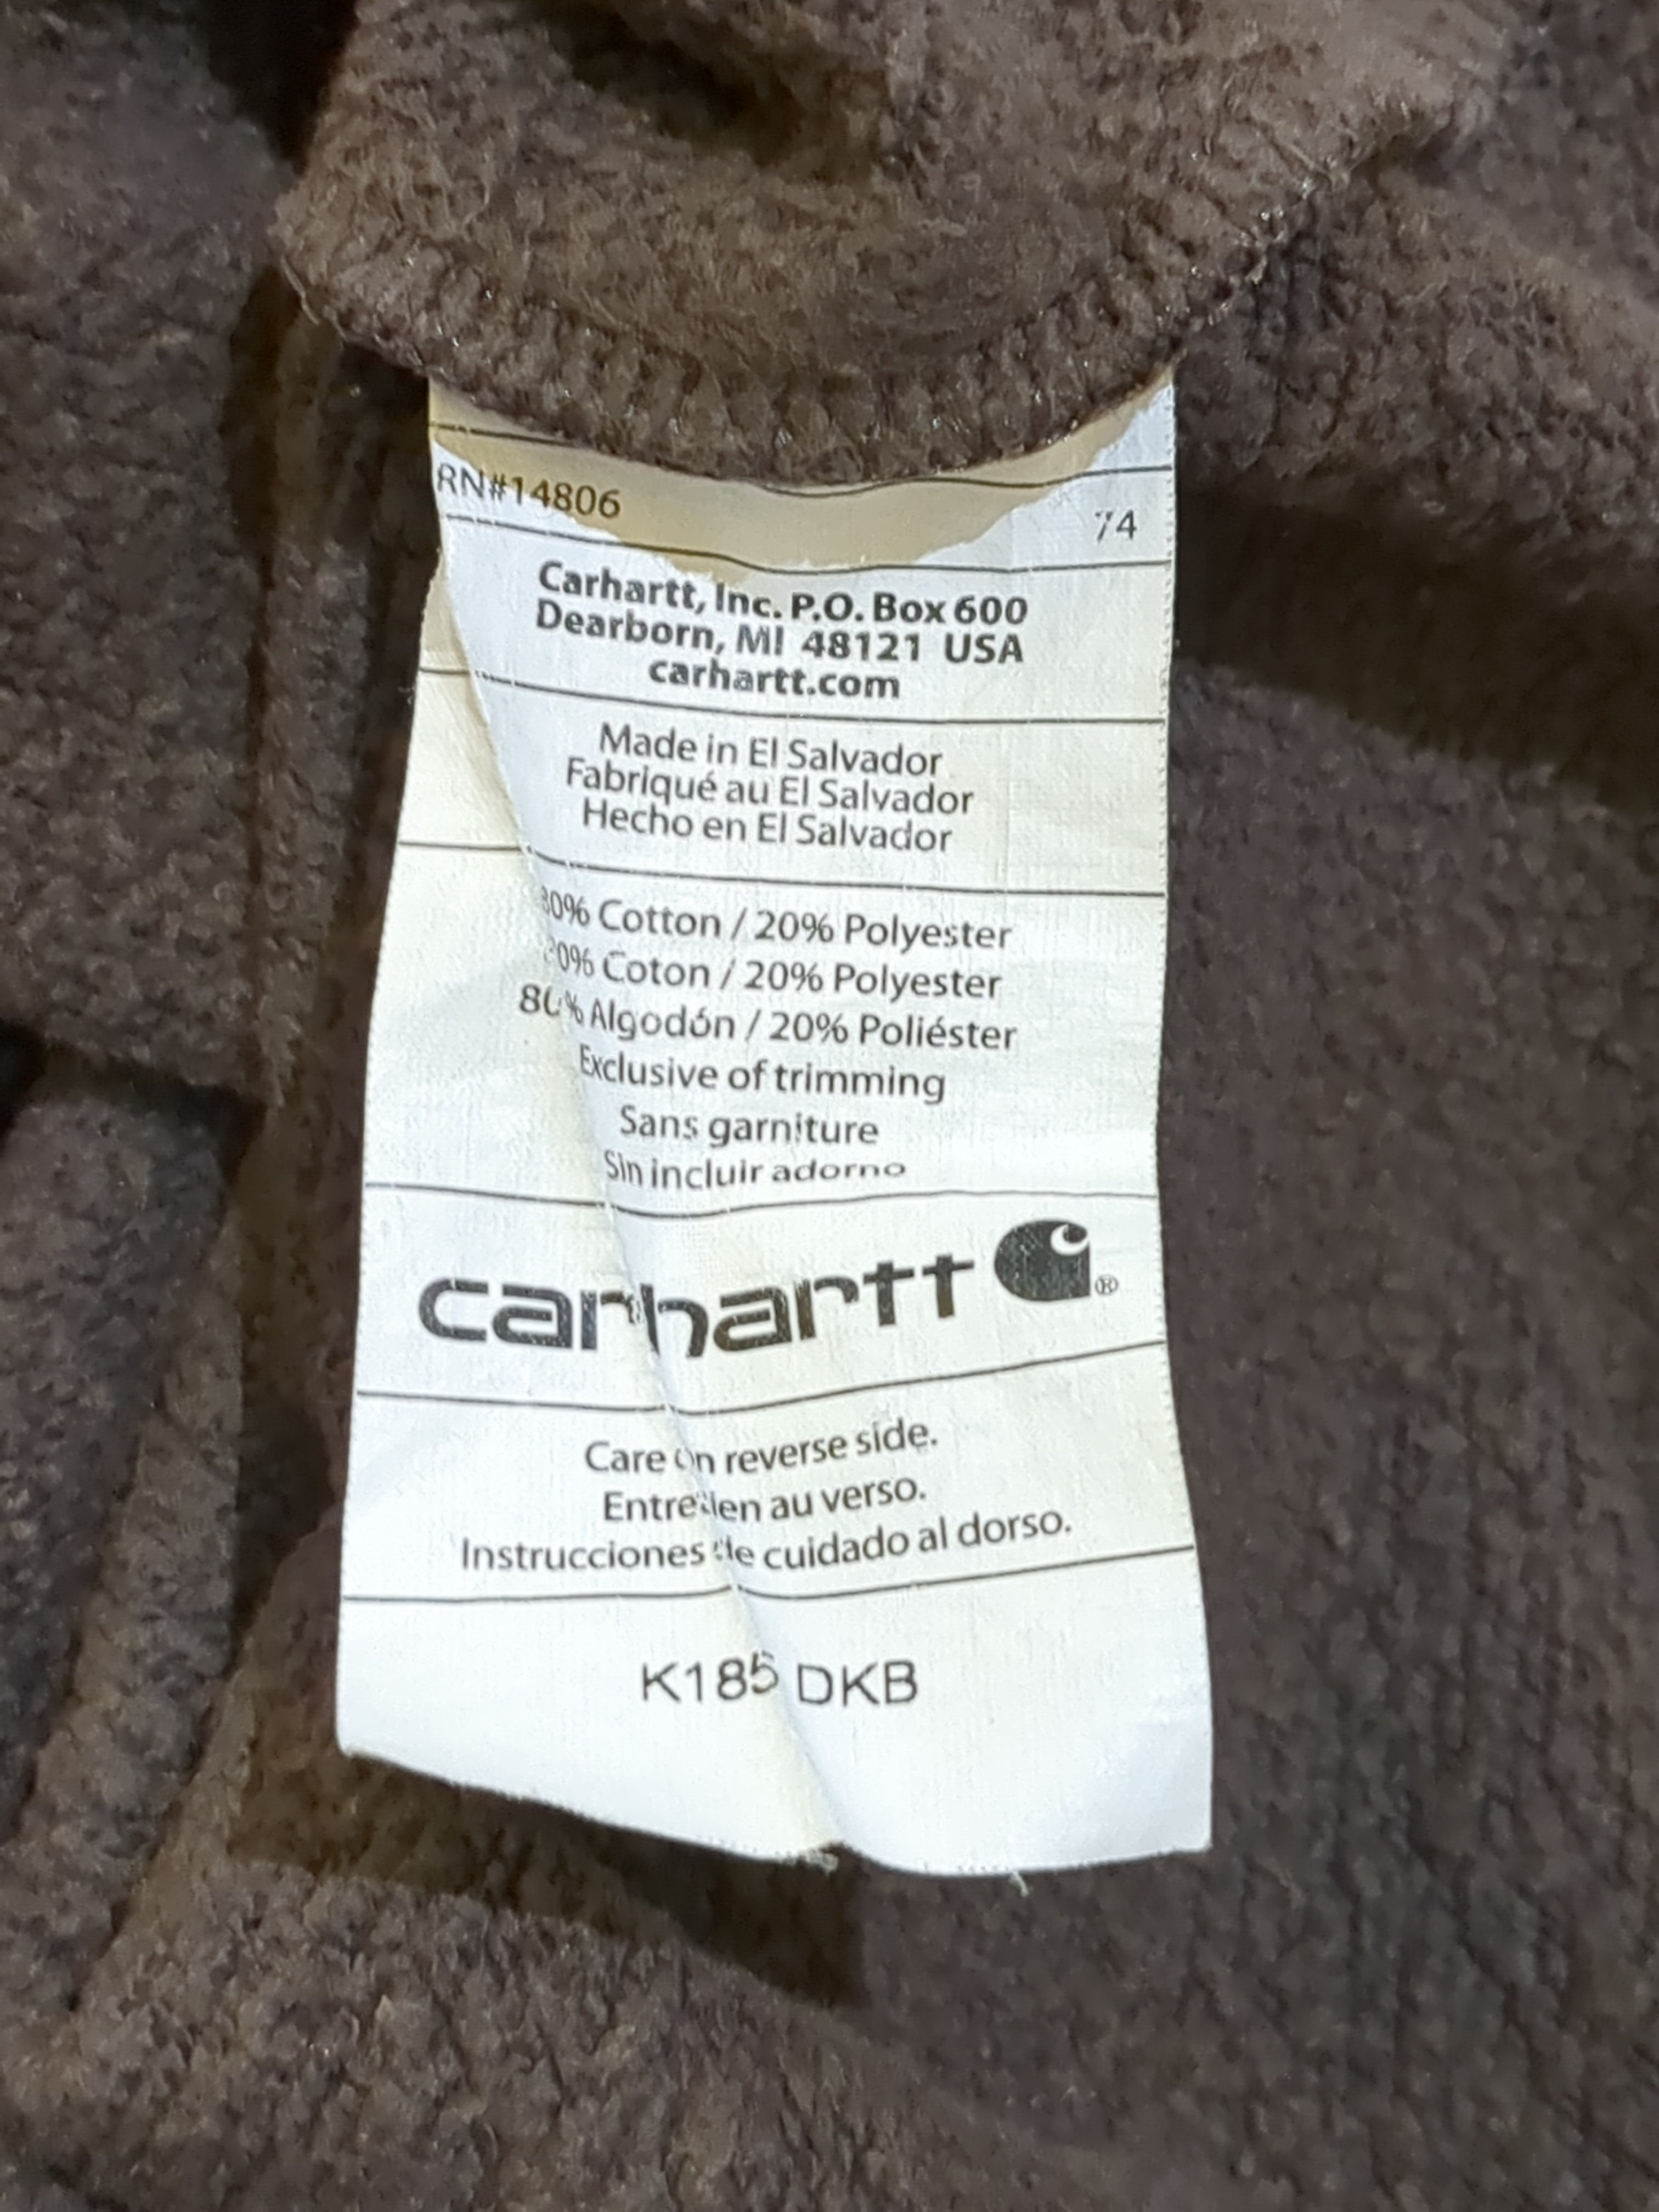 RN#14806
74
Carhartt, Inc. P.O. Box 600
Dearborn, MI 48121 USA
carhartt.com
Made in El Salvador
Fabriqué au El Salvador
Hecho en El Salvador
80% Cotton / 20% Polyester
80% Coton / 20% Polyester
80% Algodón / 20% Poliéster
Exclusive of trimming
Sans garniture
Sin incluir adorno
carhartt ®
Care on reverse side.
Entretien au verso.
Instrucciones de cuidado al dorso.
K185 DKB